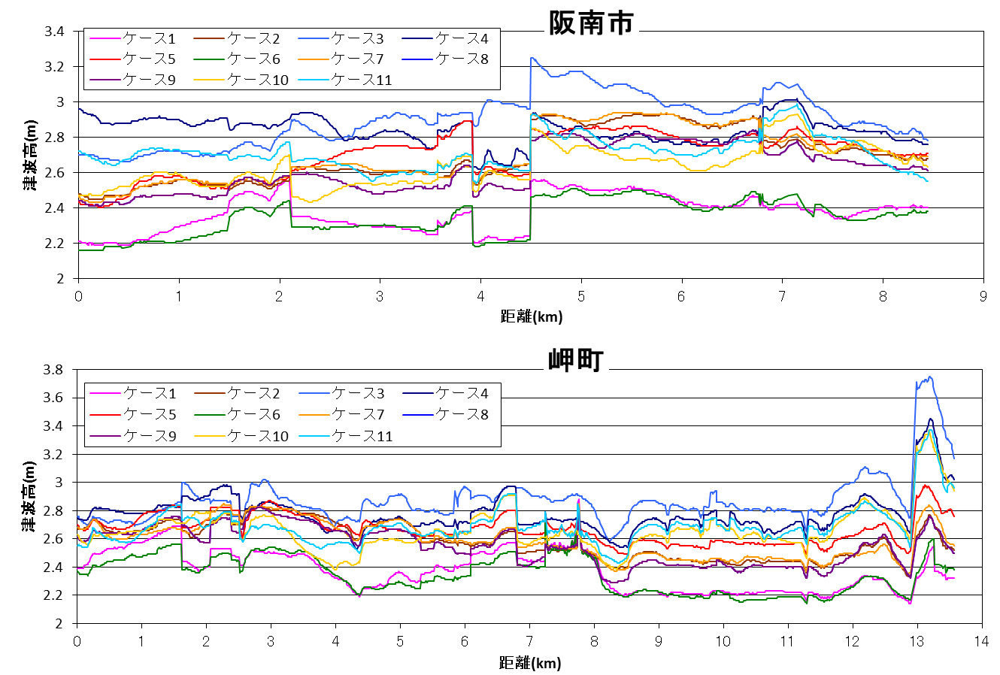 阪南市
ケース1 ケース2 ケース3 ケース4
ケース5 ケース6 ケース7 ケース8
ケース9 ケース10 ケース11
津波高(m)
3.4
3.2
3
2.8
2.6
2.4
2.2
2
0 1 2 3 4 5 6 7 8 9
距離(km)
岬町
ケース1 ケース2 ケース3 ケース4
ケース5 ケース6 ケース7 ケース8
ケース9 ケース10 ケース11
津波高(m)
3.8
3.6
3.4
3.2
3
2.8
2.6
2.4
2.2
2
0 1 2 3 4 5 6 7 8 9 10 11 12 13 14
距離(km)